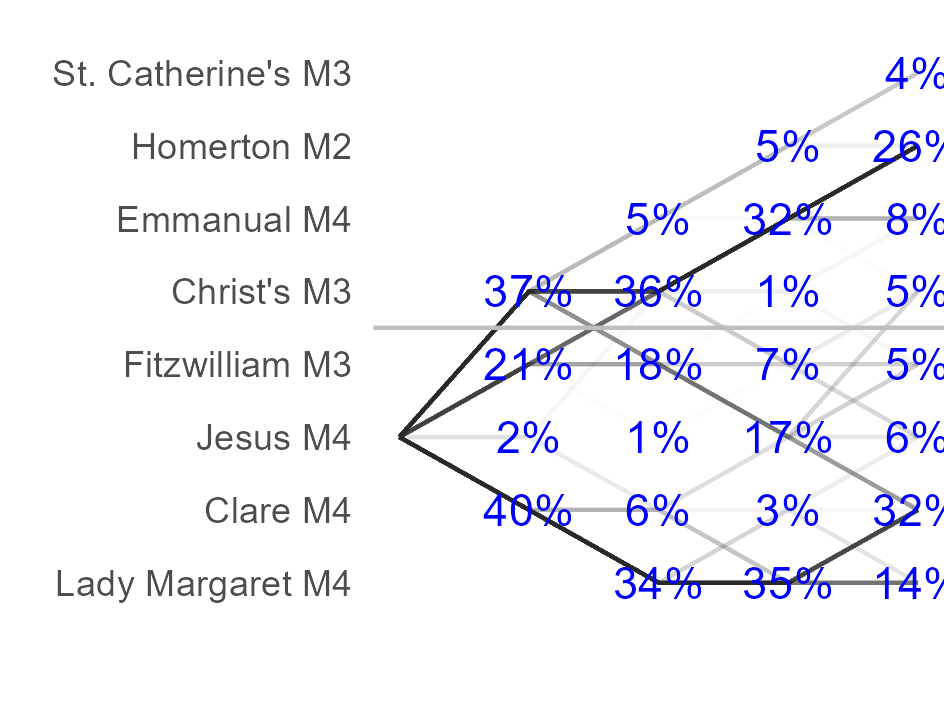 St. Catherine's M3 4%
Homerton M2 5% 26%
Emmanual M4 5% 32% 8%
Christ's M3 37% 36% 1% 5%
Fitzwilliam M3 21% 18% 7% 5%
Jesus M4 2% 1% 17% 6%
Clare M4 40% 6% 3% 32%
Lady Margaret M4 34% 35% 14%